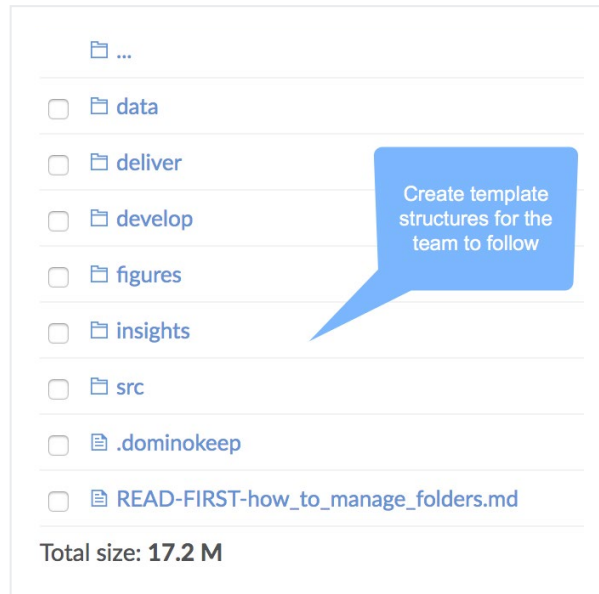 ...
data
deliver
develop
figures
insights
src
.dominokeep
READ-FIRST-how_to_manage_folders.md
Total size: 17.2 M
Create template
structures for the
team to follow